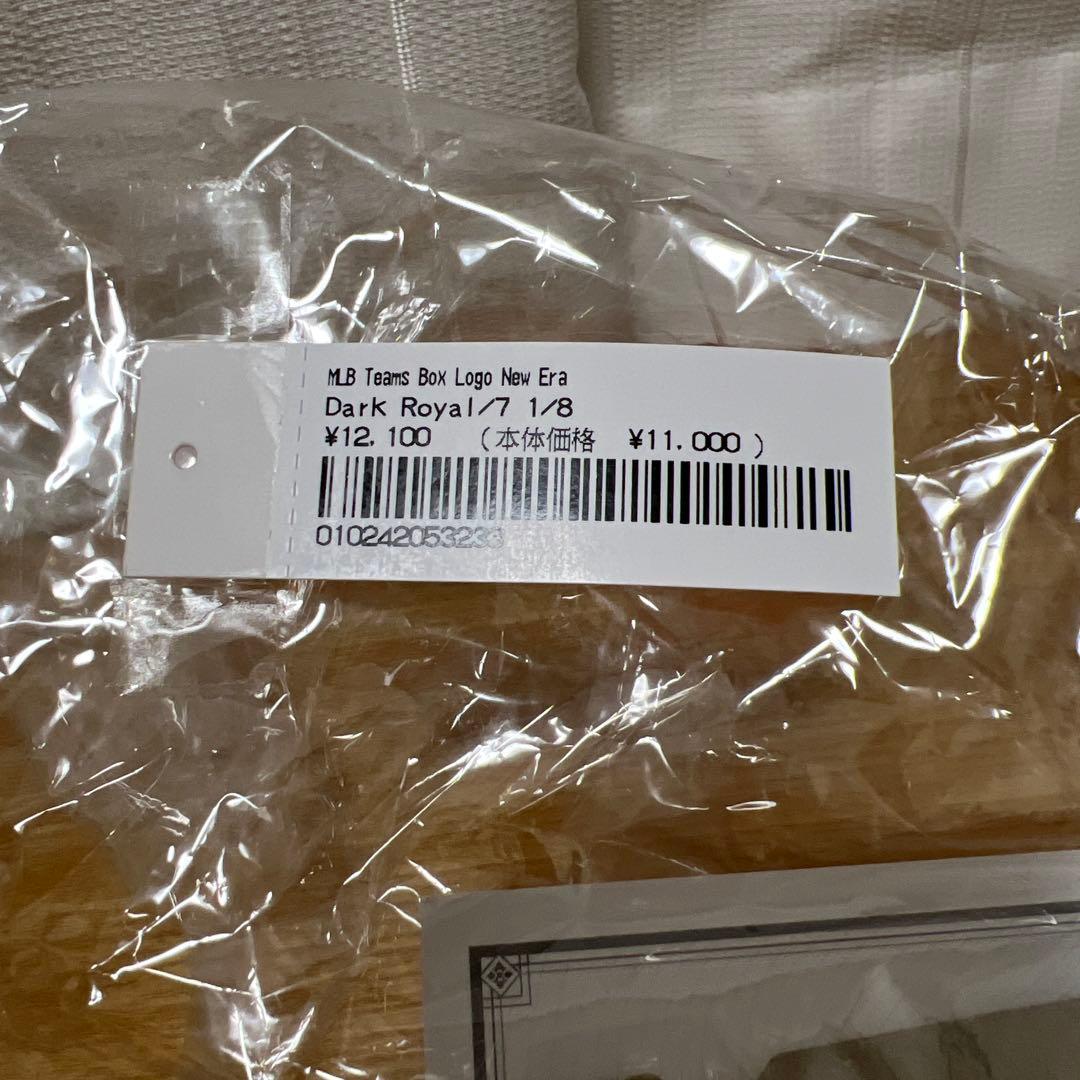 MLB Teams Box Logo New Era
Dark Royal/7 1/8
¥12,100 (本体価格 ¥11,000)
010242053233